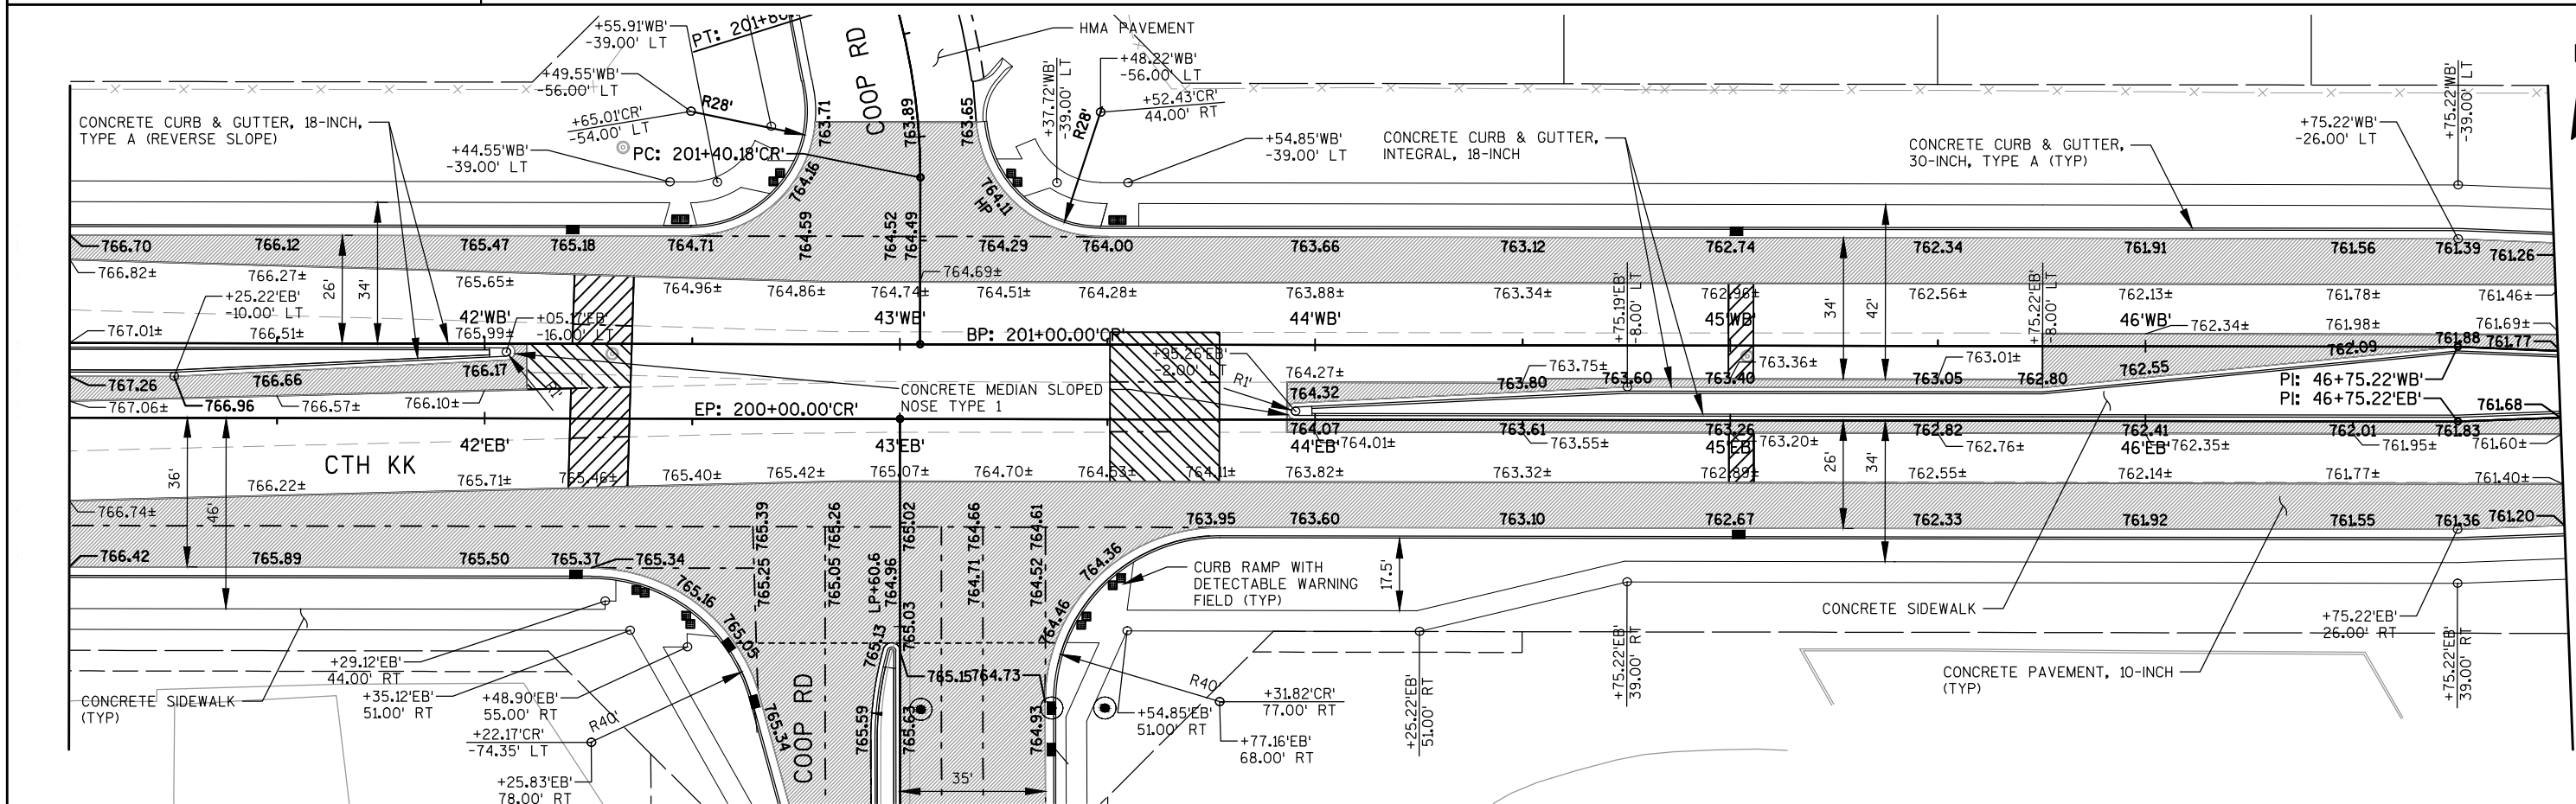 +55.91'WB'
-39.00' LT
PT: 201+80
COOP RD
HMA PAVEMENT
+48.22'WB'
-56.00' LT
+49.55'WB'
-56.00' LT
R28'
+65.01'CR'
-54.00' LT
763.71
763.89
763.65
+37.72'WB'
-39.00' LT
R28'
+52.43'CR'
44.00' RT
+75.22'WB'
-39.00' LT
+75.22'WB'
-26.00' LT
CONCRETE CURB & GUTTER, 18-INCH,
TYPE A (REVERSE SLOPE)
+44.55'WB'
-39.00' LT
PC: 201+40.18'CR'
+54.85'WB'
-39.00' LT
CONCRETE CURB & GUTTER,
INTEGRAL, 18-INCH
CONCRETE CURB & GUTTER,
30-INCH, TYPE A (TYP)
764.16
764.11
HP
764.59
764.52
764.49
766.70
766.12
765.47
765.18
764.71
764.29
764.00
763.66
763.12
762.74
762.34
761.91
761.56
761.39
761.26
766.82±
766.27±
765.65±
764.96±
764.86±
764.74±
764.69±
764.51±
764.28±
763.88±
763.34±
762.96±
762.56±
762.13±
761.78±
761.46±
26'
34'
+25.22'EB'
-10.00' LT
+75.19'EB'
-8.00' LT
34'
42'
+75.22'EB'
-8.00' LT
767.01±
766.51±
765.99±
42'WB'
+05.17'EB'
-16.00' LT
43'WB'
BP: 201+00.00'CR'
44'WB'
45'WB'
46'WB'
762.34±
761.98±
761.69±
761.88
761.77
767.26
766.66
766.17
R1'
+95.26'EB'
-2.00' LT
R1'
764.27±
763.75±
763.36±
763.01±
762.09
767.06±
766.96
766.57±
766.10±
CONCRETE MEDIAN SLOPED
NOSE TYPE 1
764.32
763.80
763.60
763.40
763.05
762.80
762.55
PI: 46+75.22'WB'
PI: 46+75.22'EB'
EP: 200+00.00'CR'
764.07
763.61
763.26
762.82
762.41
762.01
761.83
761.68
CTH KK
42'EB'
43'EB'
44'EB'
764.01±
763.55±
45'EB'
763.20±
762.76±
46'EB'
762.35±
761.95±
761.60±
36'
46'
26'
34'
766.74±
766.22±
765.71±
765.46±
765.40±
765.42±
765.07±
764.70±
764.53±
764.11±
763.82±
763.32±
762.89±
762.55±
762.14±
761.77±
761.40±
765.39
765.26
765.02
764.66
764.61
763.95
763.60
763.10
762.67
762.33
761.92
761.55
761.36
761.20
766.42
765.89
765.50
765.37
765.34
765.16
765.25
765.05
LP+60.6
764.96
764.71
764.52
764.36
CURB RAMP WITH
DETECTABLE WARNING
FIELD (TYP)
17.5'
CONCRETE SIDEWALK
+75.22'EB'
26.00' RT
765.05
765.13
765.03
764.46
+29.12'EB'
44.00' RT
+35.12'EB'
51.00' RT
+48.90'EB'
55.00' RT
CONCRETE SIDEWALK
(TYP)
R40'
+22.17'CR'
-74.35' LT
+25.83'EB'
78.00' RT
765.34
COOP RD
765.59
765.63
765.15
764.73
764.93
35'
R40'
+31.82'CR'
77.00' RT
+54.85'EB'
51.00' RT
+77.16'EB'
68.00' RT
+25.22'EB'
51.00' RT
+75.22'EB'
39.00' RT
CONCRETE PAVEMENT, 10-INCH
(TYP)
+75.22'EB'
39.00' RT